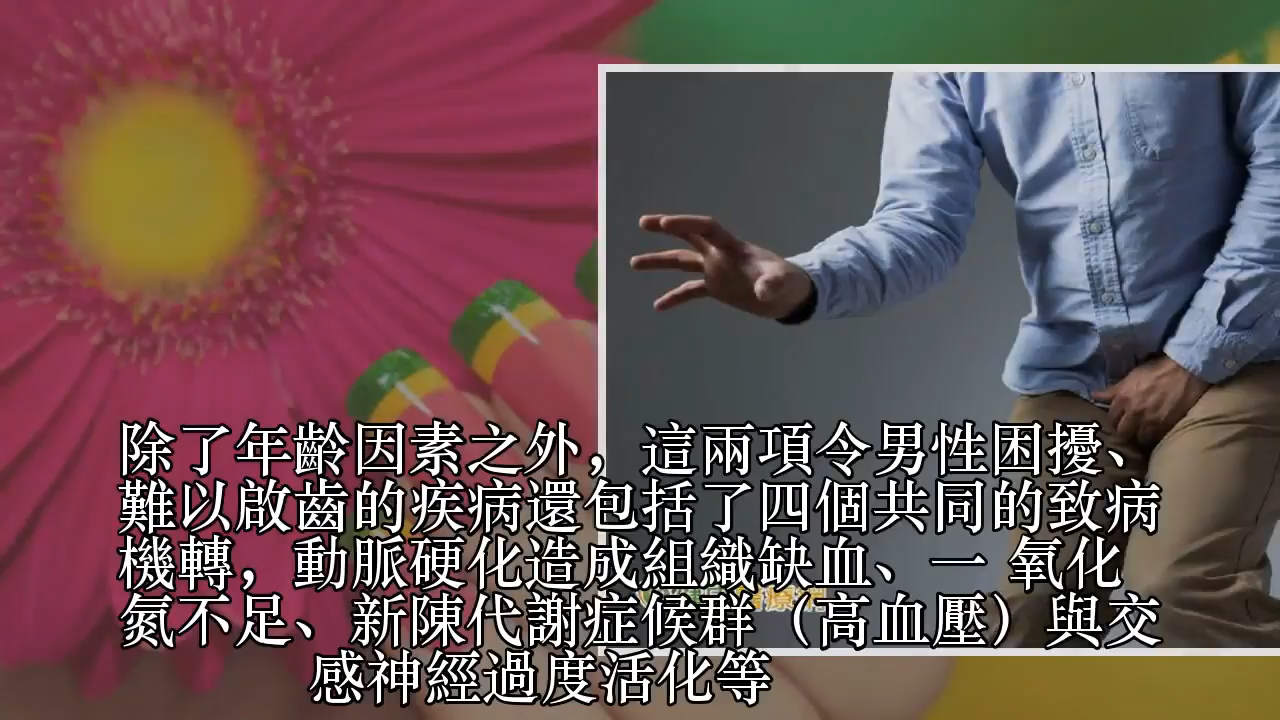 除了年齡因素之外，這兩項令男性困擾、
難以啟齒的疾病還包括了四個共同的致病
機轉，動脈硬化造成組織缺血、一 氧化
氮不足、新陳代謝症候群（高血壓）與交
感神經過度活化等